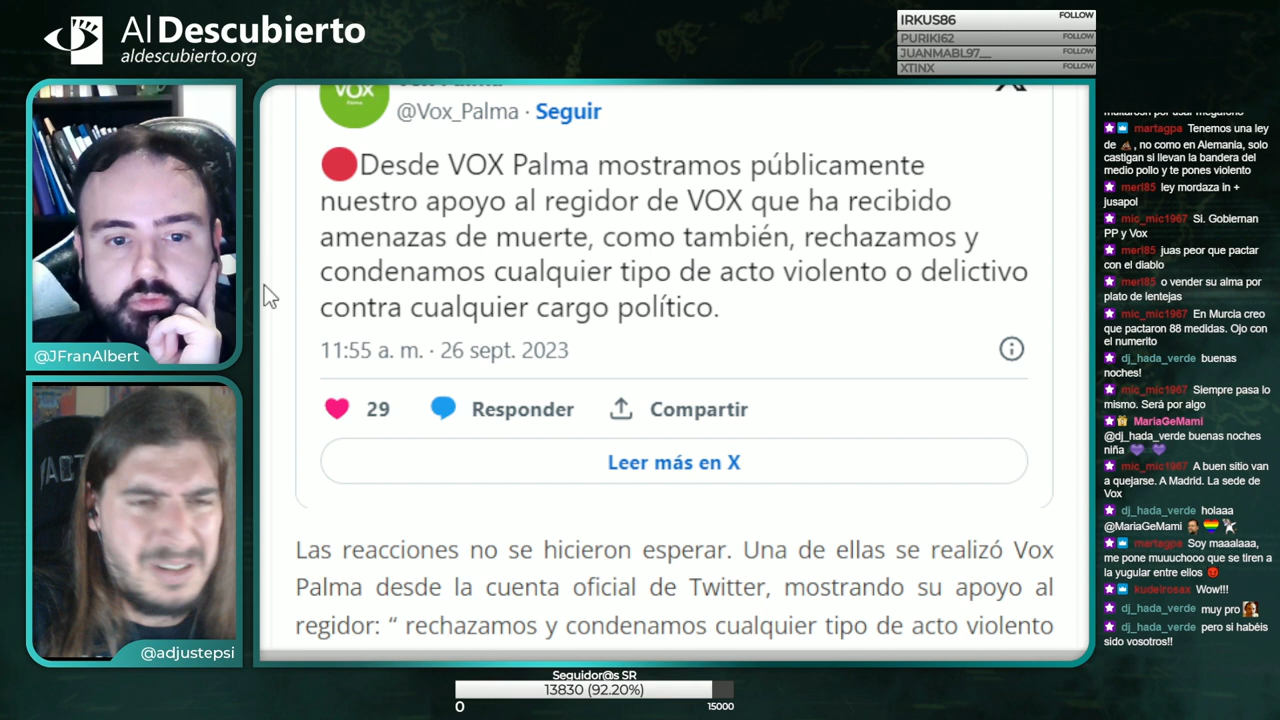 Al Descubierto
aldescubierto.org
IRKUS86 FOLLOW
PURIKI62 FOLLOW
JUANMABL97__ FOLLOW
XTINX FOLLOW
@JFranAlbert
@adjustepsi
VOX
Palma
@Vox_Palma · Seguir
Desde VOX Palma mostramos públicamente
nuestro apoyo al regidor de VOX que ha recibido
amenazas de muerte, como también, rechazamos y
condenamos cualquier tipo de acto violento o delictivo
contra cualquier cargo político.
11:55 a. m. · 26 sept. 2023
29 Responder Compartir
Leer más en X
Las reacciones no se hicieron esperar. Una de ellas se realizó Vox
Palma desde la cuenta oficial de Twitter, mostrando su apoyo al
regidor: “ rechazamos y condenamos cualquier tipo de acto violento
martagpa Tenemos una ley
de 💩, no como en Alemania, solo
castigan si llevan la bandera del
medio pollo y te pones violento
merl85 ley mordaza in +
jusapol
mic_mic1967 Si. Gobiernan
PP y Vox
merl85 juas peor que pactar
con el diablo
merl85 o vender su alma por
plato de lentejas
mic_mic1967 En Murcia creo
que pactaron 88 medidas. Ojo con
el numerito
dj_hada_verde buenas
noches!
mic_mic1967 Siempre pasa lo
mismo. Será por algo
MariaGeMami
@dj_hada_verde buenas noches
niña 💜 💜
mic_mic1967 A buen sitio van
a quejarse. A Madrid. La sede de
Vox
dj_hada_verde holaaa
@MariaGeMami
martagpa Soy maaalaaa,
me pone muuuchooo que se tiren a
la yugular entre ellos 😡
kudeirosax Wow!!!
dj_hada_verde muy pro
dj_hada_verde pero si habéis
sido vosotros!!
Seguidor@s SR
13830 (92.20%)
0 15000